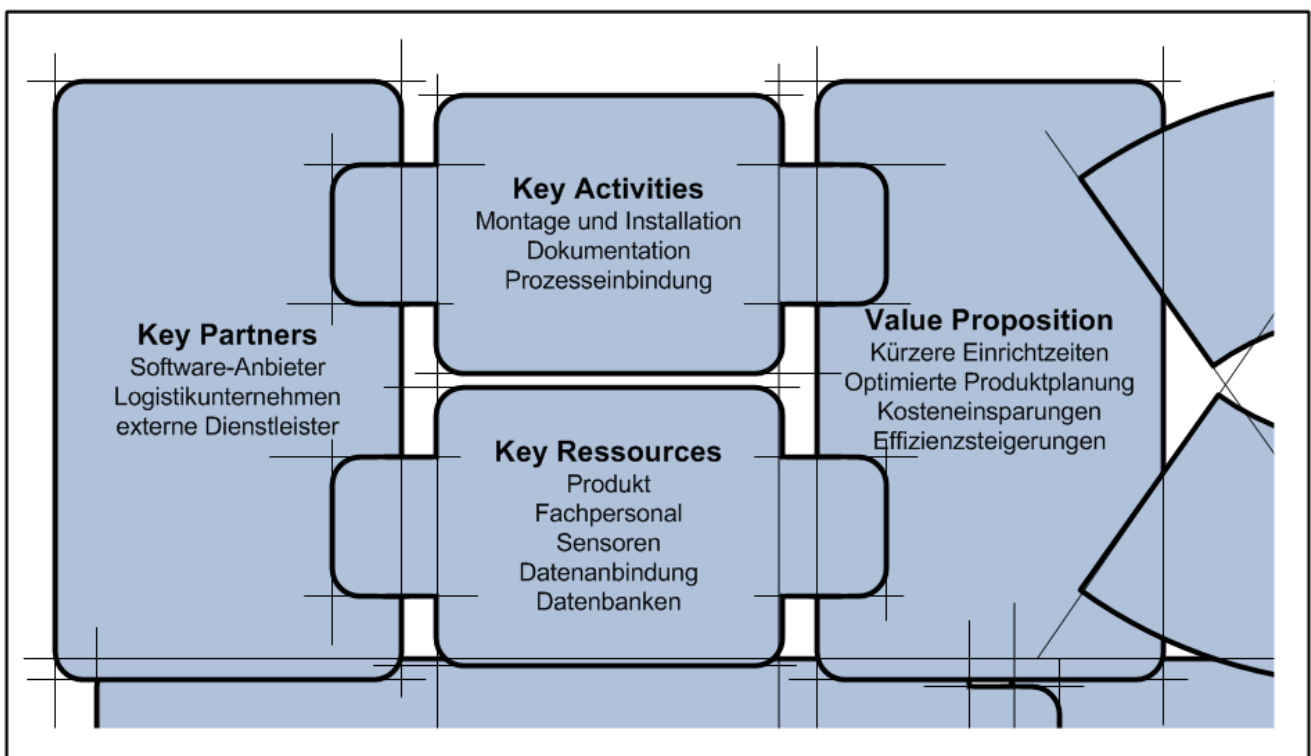 Key Partners
Software-Anbieter
Logistikunternehmen
externe Dienstleister
Key Activities
Montage und Installation
Dokumentation
Prozesseinbindung
Key Ressources
Produkt
Fachpersonal
Sensoren
Datenanbindung
Datenbanken
Value Proposition
Kürzere Einrichtzeiten
Optimierte Produktplanung
Kosteneinsparungen
Effizienzsteigerungen